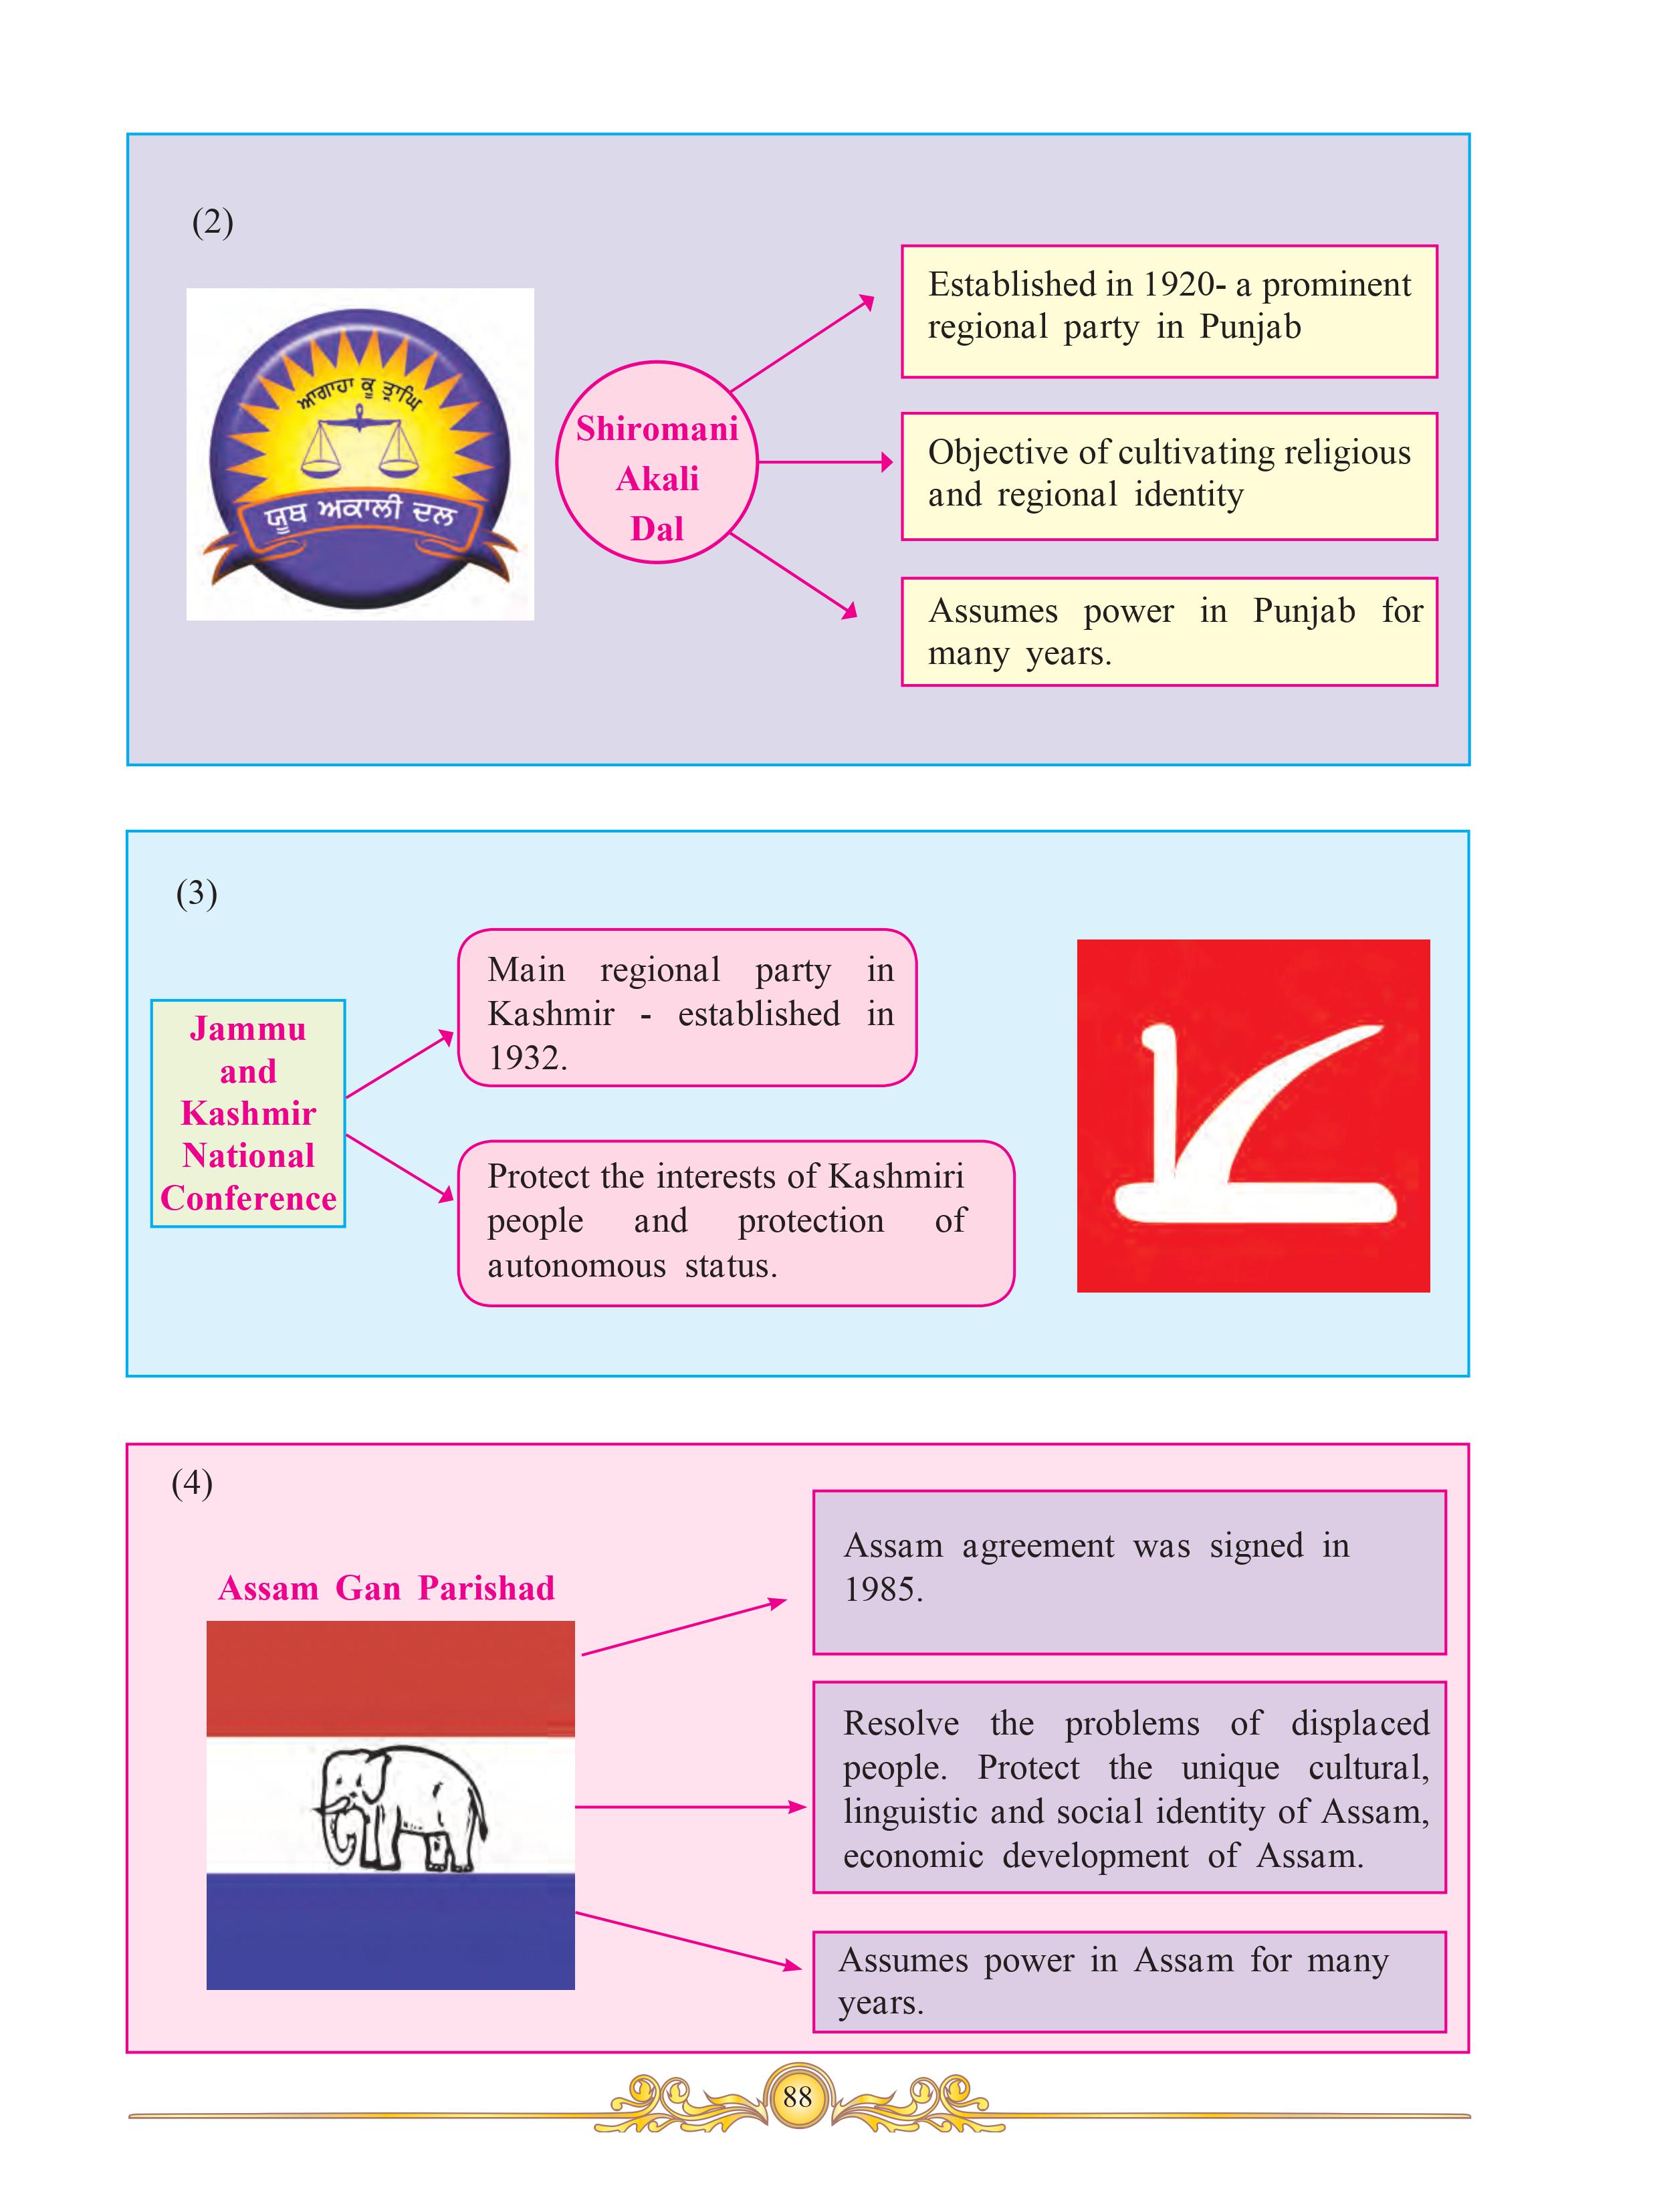 (2)
ਆਗਾਹਾ ਕੂ ਤ੍ਰਾਘਿ
ਯੂਥ ਅਕਾਲੀ ਦਲ
Shiromani
Akali
Dal
Established in 1920- a prominent
regional party in Punjab
Objective of cultivating religious
and regional identity
Assumes power in Punjab for
many years.
(3)
Jammu
and
Kashmir
National
Conference
Main regional party in
Kashmir - established in
1932.
Protect the interests of Kashmiri
people and protection of
autonomous status.
(4)
Assam Gan Parishad
Assam agreement was signed in
1985.
Resolve the problems of displaced
people. Protect the unique cultural,
linguistic and social identity of Assam,
economic development of Assam.
Assumes power in Assam for many
years.
88